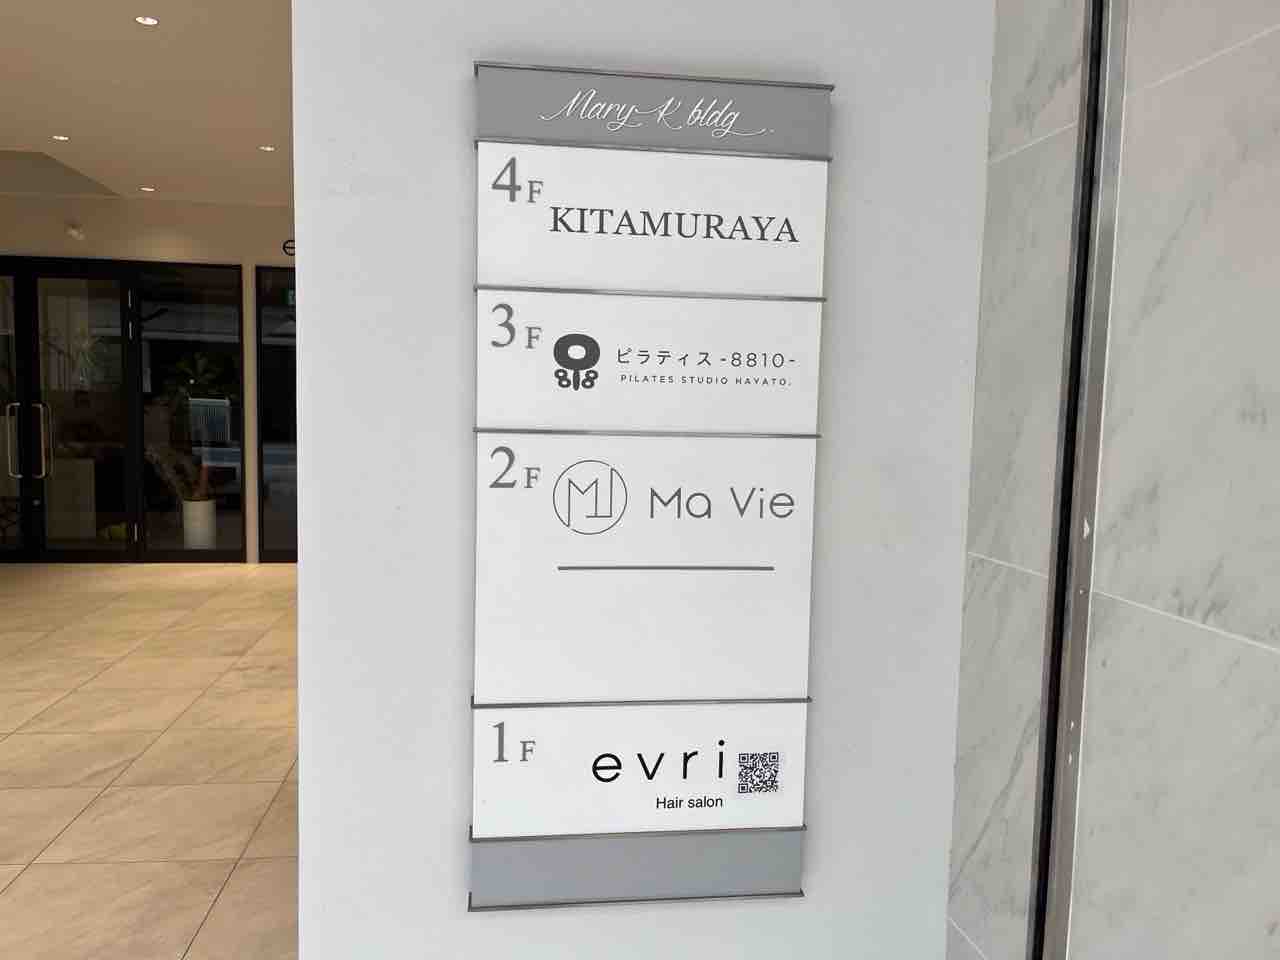 Mary K bldg.
4F
KITAMURAYA
3F
ピラティス -8810-
PILATES STUDIO HAYATO.
2F
Ma Vie
1F
evri
Hair salon